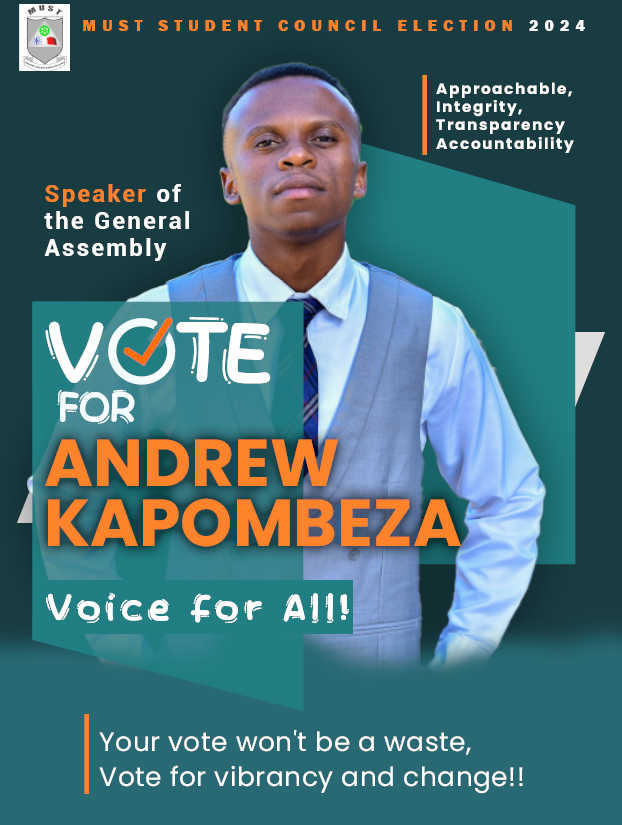 MUST
MUST STUDENT COUNCIL ELECTION 2024
Approachable,
Integrity,
Transparency
Accountability
Speaker of
the General
Assembly
VOTE
FOR
ANDREW
KAPOMBEZA
Voice for All!
Your vote won't be a waste,
Vote for vibrancy and change!!